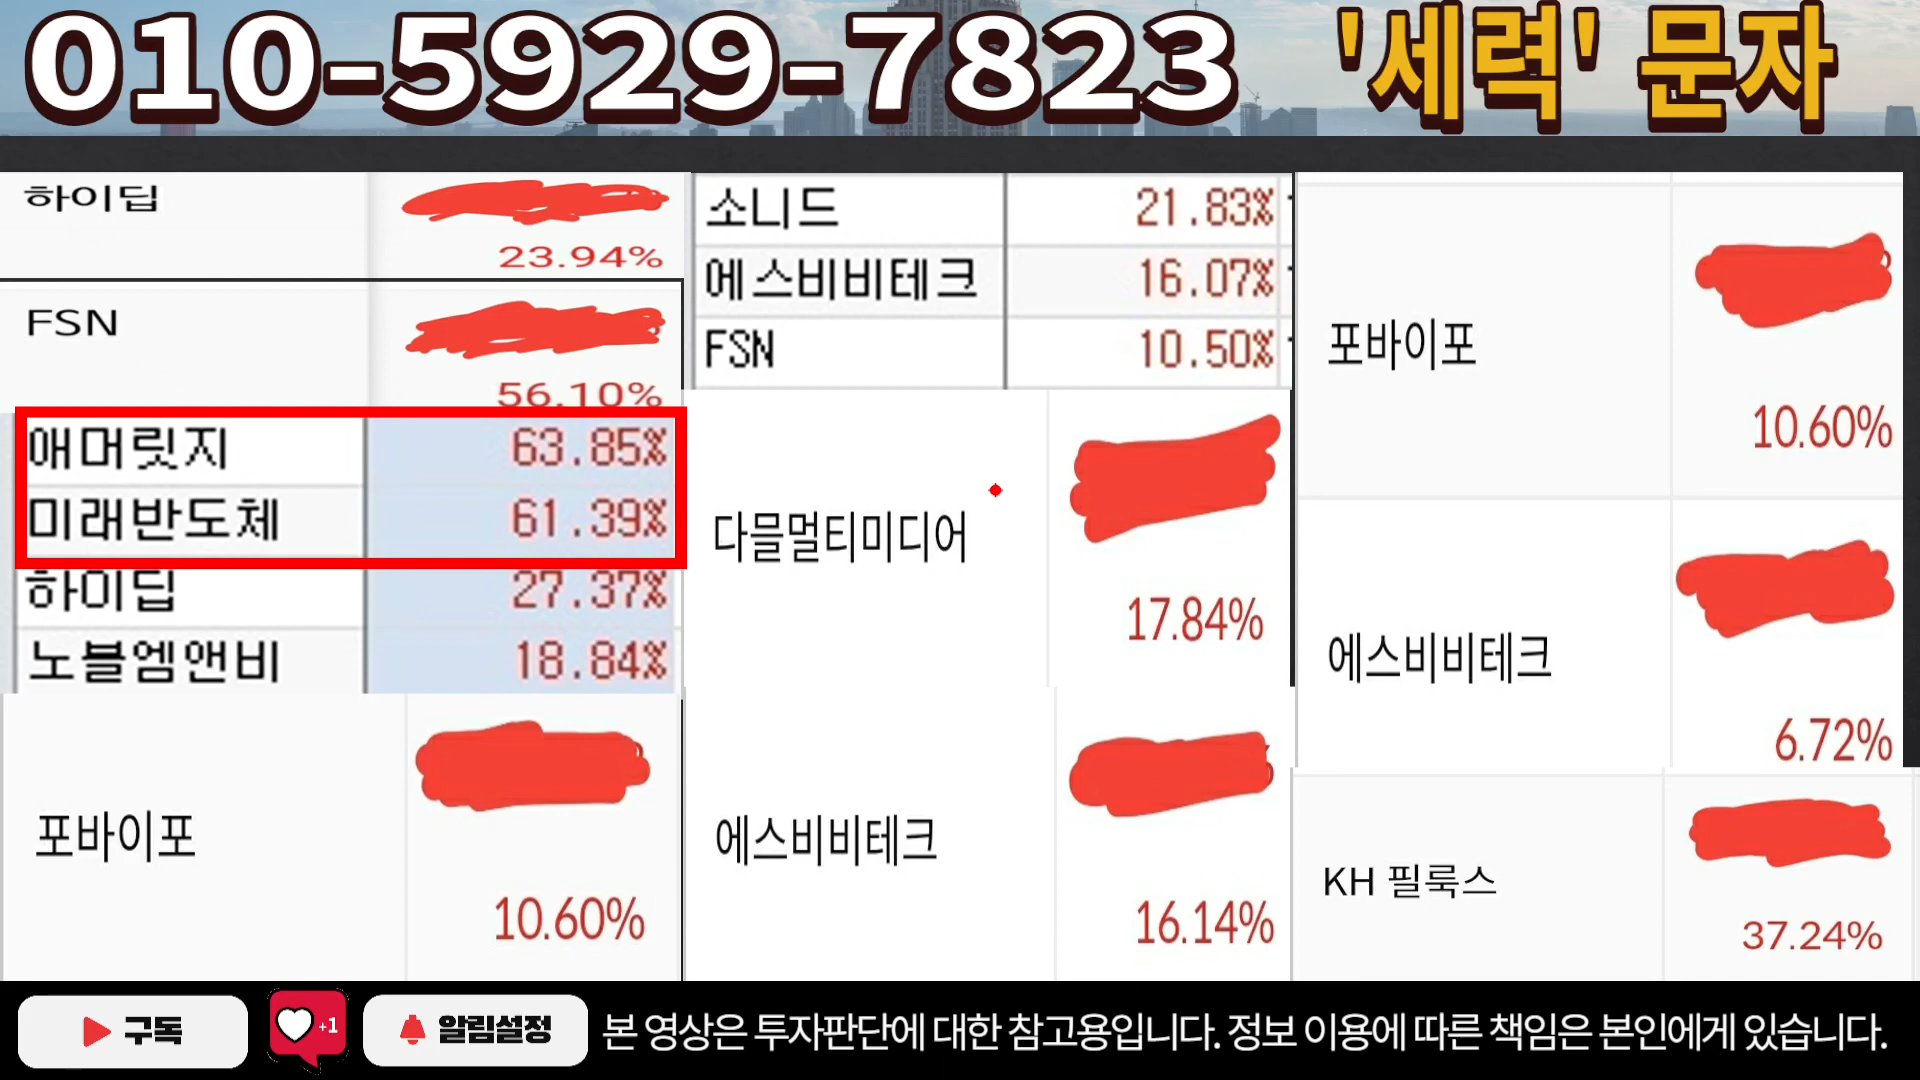 010-5929-7823 '세력' 문자
하이딥
23.94%
FSN
56.10%
애머릿지 63.85%
미래반도체 61.39%
하이딥 27.37%
노블엠앤비 18.84%
포바이포
10.60%
소니드 21.83%
에스비비테크 16.07%
FSN 10.50%
다믈멀티미디어
17.84%
에스비비테크
16.14%
포바이포
10.60%
에스비비테크
6.72%
KH 필룩스
37.24%
구독 +1 알림설정 본 영상은 투자판단에 대한 참고용입니다. 정보 이용에 따른 책임은 본인에게 있습니다.